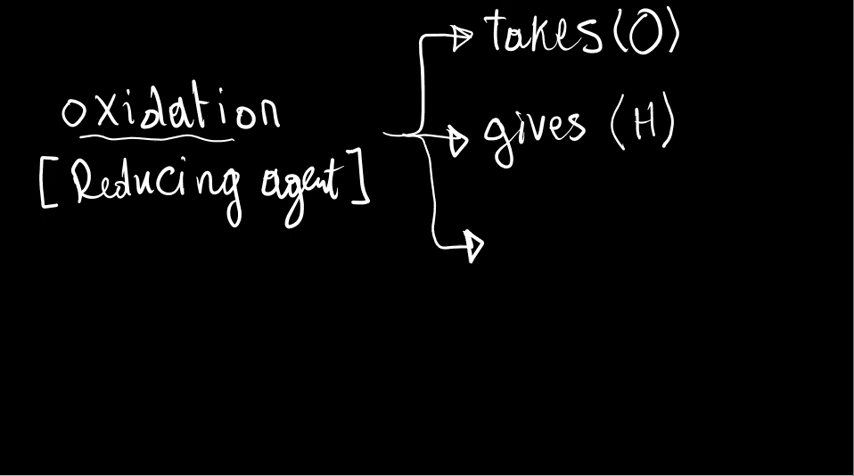 takes (O)
oxidation
gives (H)
[Reducing agent]